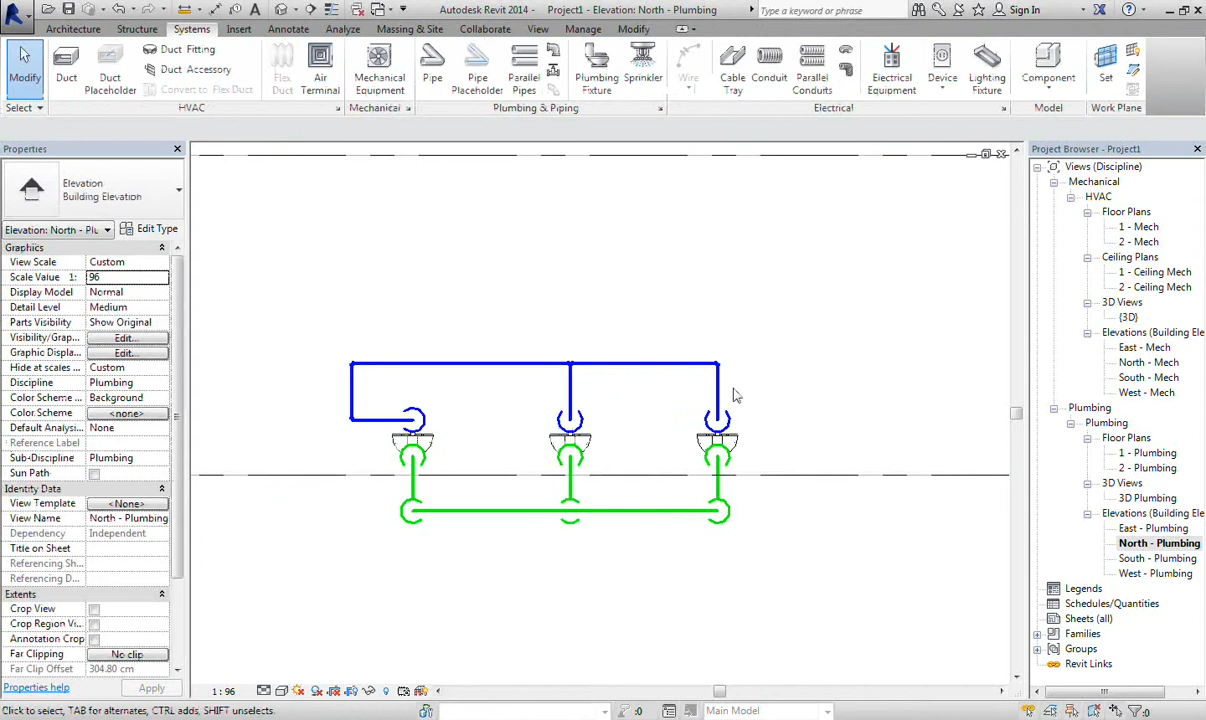 Autodesk Revit 2014 - Project1 - Elevation: North - Plumbing
Type a keyword or phrase
Sign In
Architecture Structure Systems Insert Annotate Analyze Massing & Site Collaborate View Manage Modify
Modify
Duct
Duct Placeholder
Duct Fitting
Duct Accessory
Convert to Flex Duct
Flex Duct
Air Terminal
Mechanical Equipment
Pipe
Pipe Placeholder
Parallel Pipes
Plumbing Fixture
Sprinkler
Wire
Cable Tray
Conduit
Parallel Conduits
Electrical Equipment
Device
Lighting Fixture
Component
Set
Select HVAC Mechanical Plumbing & Piping Electrical Model Work Plane
Properties
Elevation
Building Elevation
Elevation: North - Plu
Edit Type
Graphics
View Scale Custom
Scale Value 1: 96
Display Model Normal
Detail Level Medium
Parts Visibility Show Original
Visibility/Grap... Edit...
Graphic Displa... Edit...
Hide at scales ... Custom
Discipline Plumbing
Color Scheme ... Background
Color Scheme <none>
Default Analysi... None
Reference Label
Sub-Discipline Plumbing
Sun Path
Identity Data
View Template <None>
View Name North - Plumbing
Dependency Independent
Title on Sheet
Referencing Sh...
Referencing D...
Extents
Crop View
Crop Region Vi...
Annotation Crop
Far Clipping No clip
Far Clip Offset 304.80 cm
Properties help
Apply
Project Browser - Project1
Views (Discipline)
Mechanical
HVAC
Floor Plans
1 - Mech
2 - Mech
Ceiling Plans
1 - Ceiling Mech
2 - Ceiling Mech
3D Views
{3D}
Elevations (Building Ele
East - Mech
North - Mech
South - Mech
West - Mech
Plumbing
Plumbing
Floor Plans
1 - Plumbing
2 - Plumbing
3D Views
3D Plumbing
Elevations (Building Ele
East - Plumbing
North - Plumbing
South - Plumbing
West - Plumbing
Legends
Schedules/Quantities
Sheets (all)
Families
Groups
Revit Links
1 : 96
Click to select, TAB for alternates, CTRL adds, SHIFT unselects.
:0
Main Model
:0